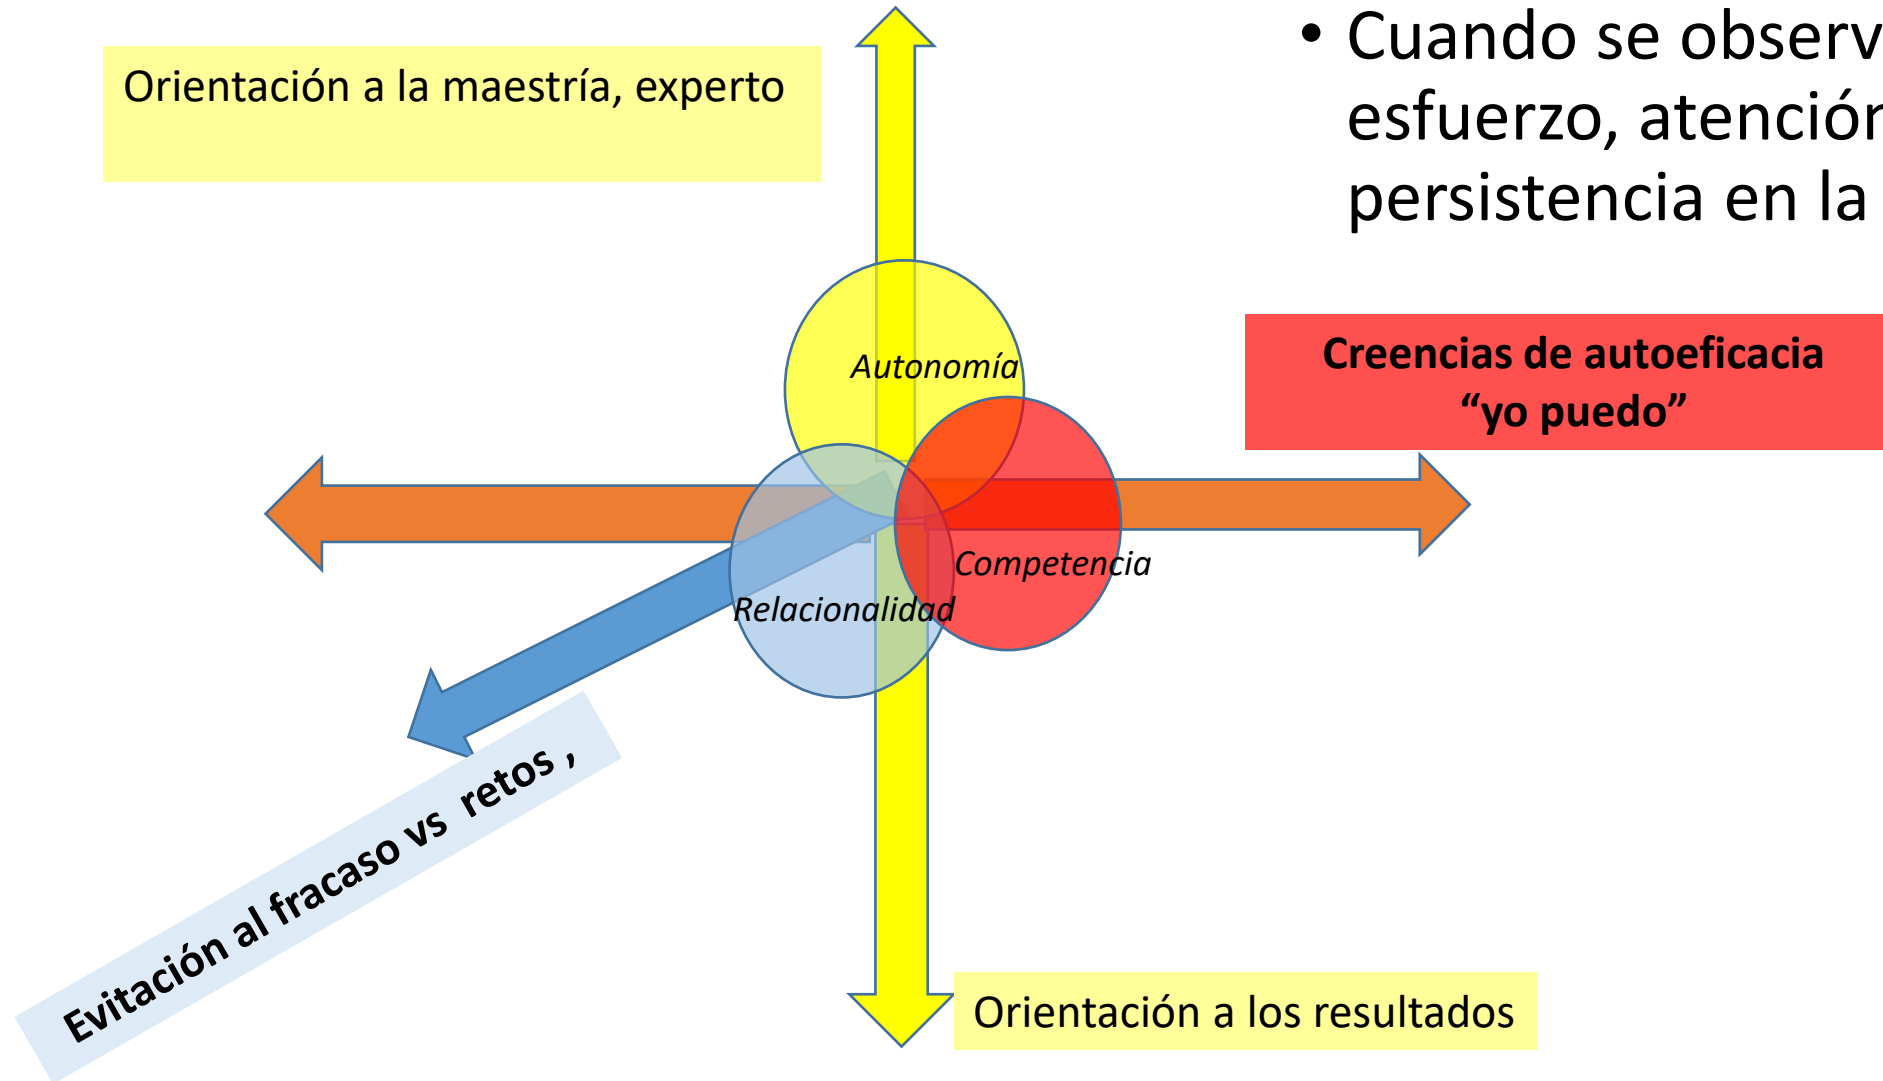 • Cuando se observ
esfuerzo, atención
persistencia en la
Orientación a la maestría, experto
Creencias de autoeficacia
“yo puedo”
Autonomía
Competencia
Relacionalidad
Evitación al fracaso vs  retos ,
Orientación a los resultados